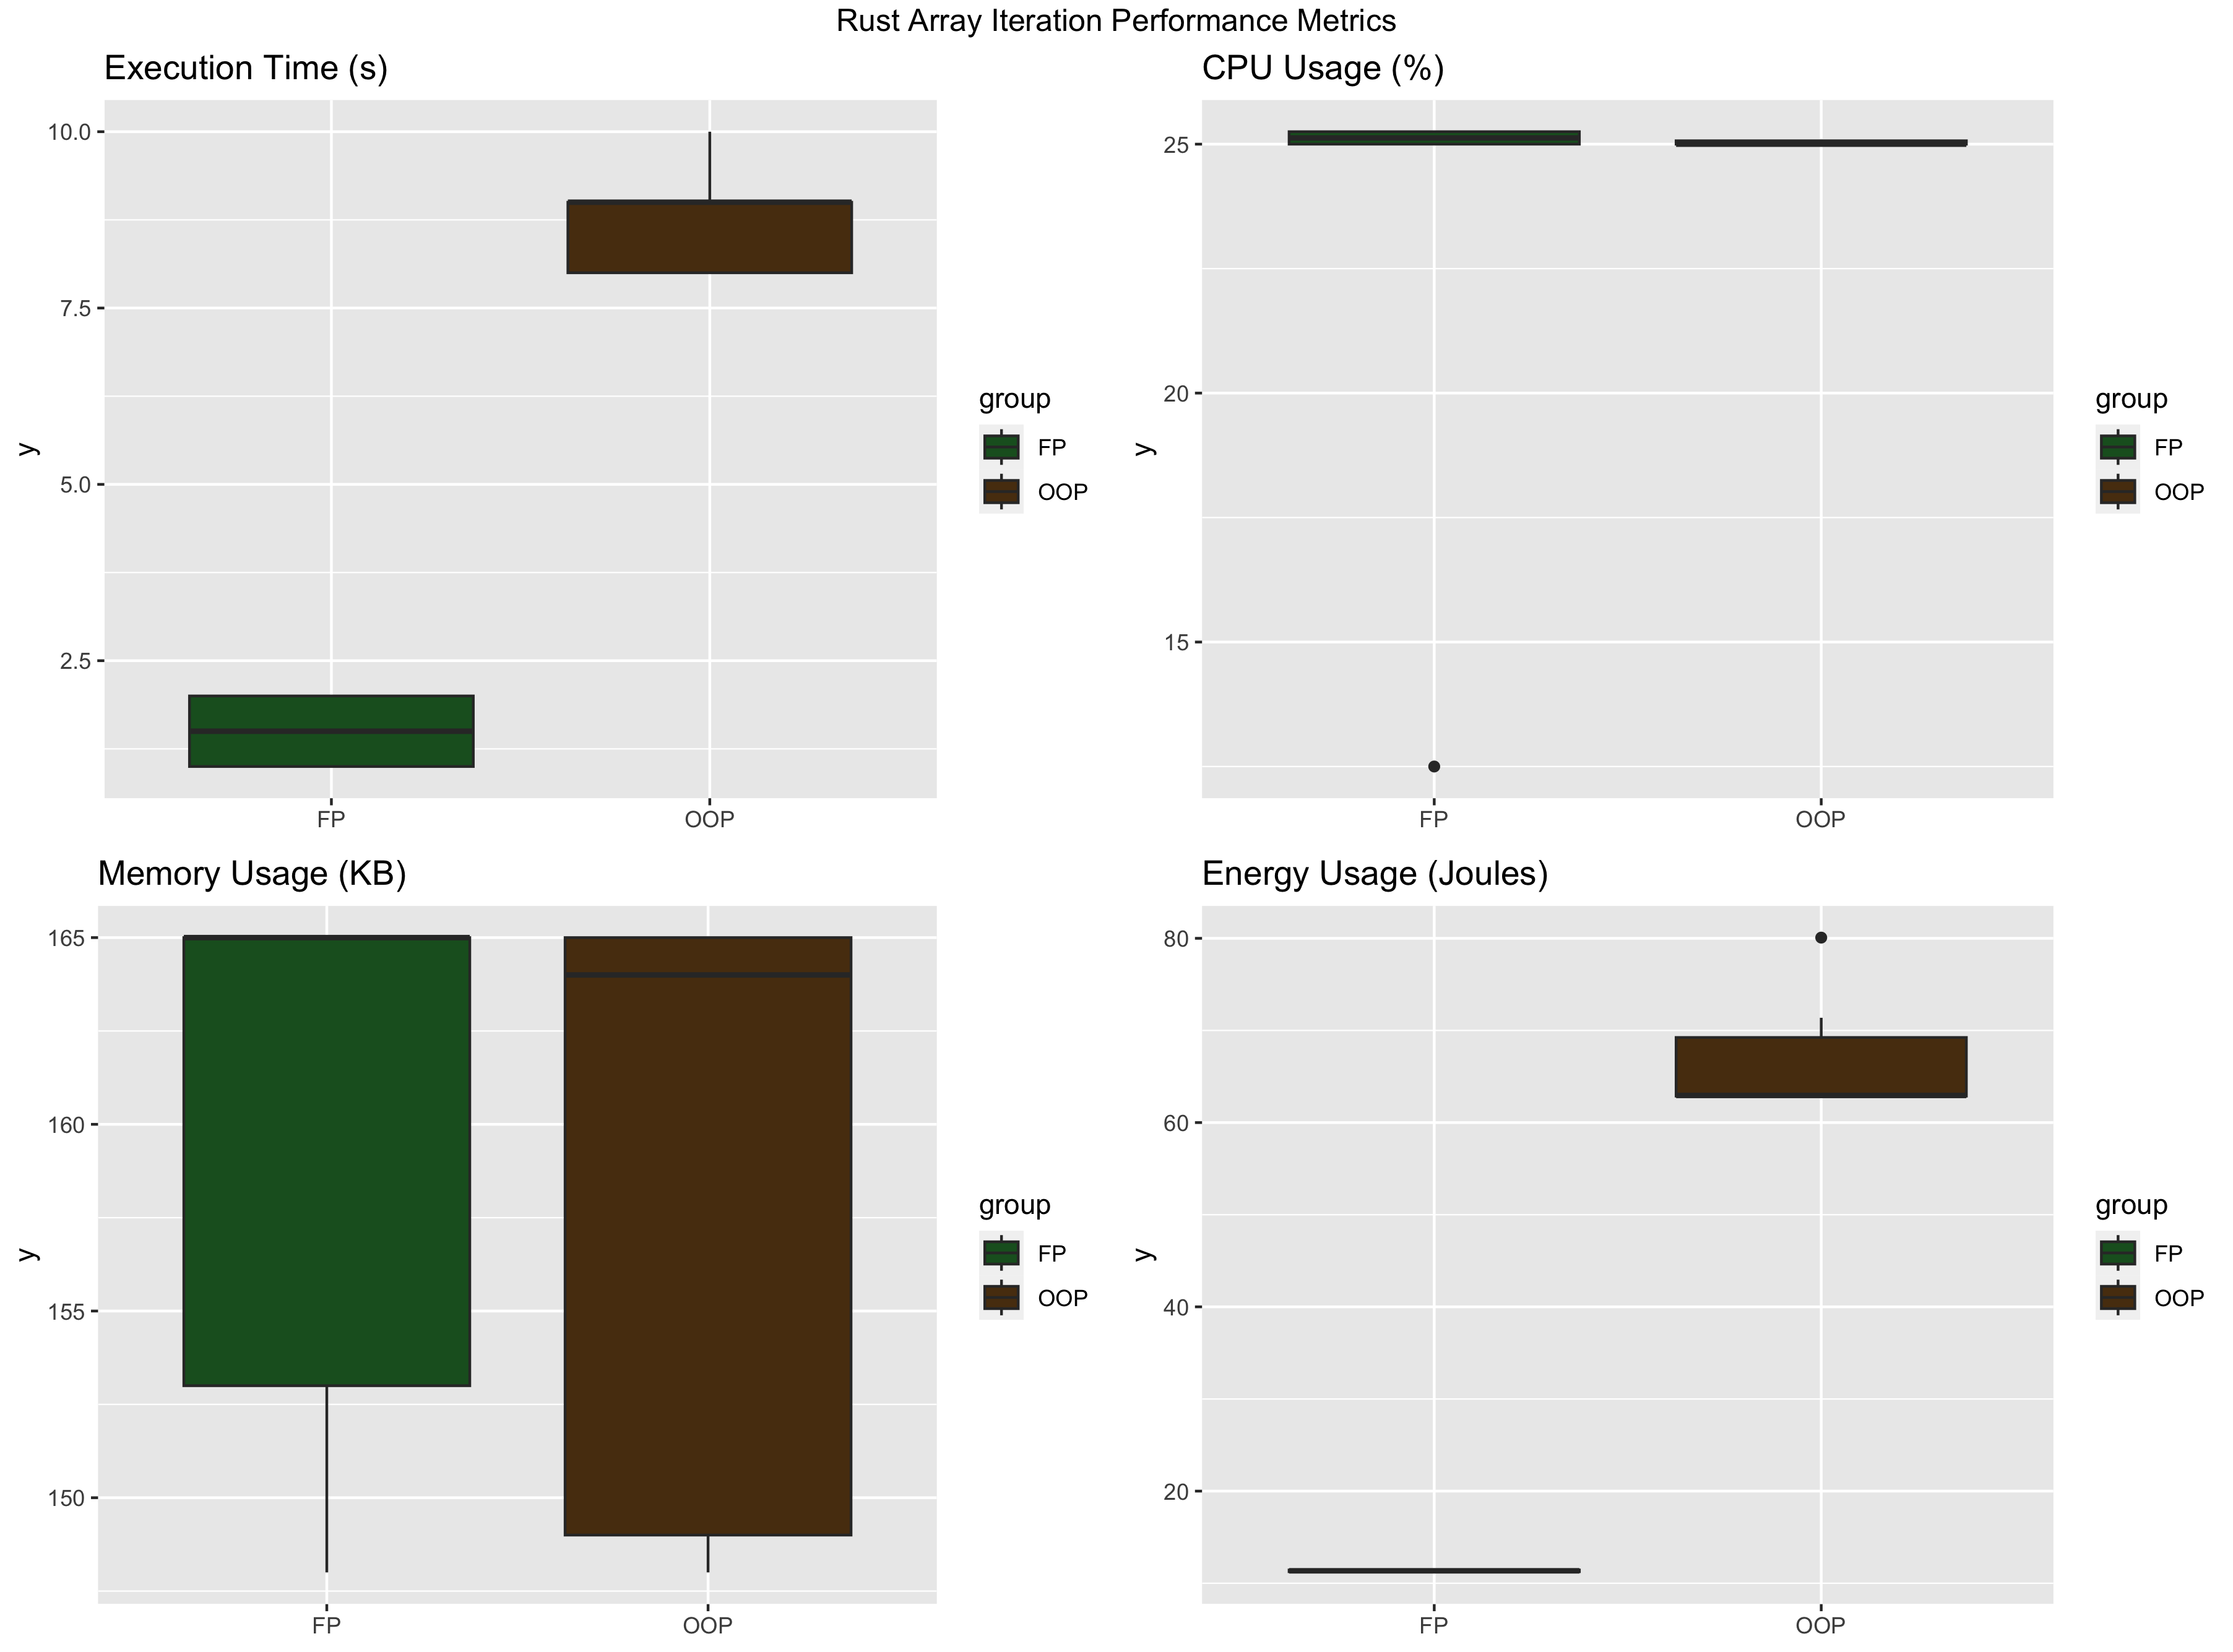 Rust Array Iteration Performance Metrics
Execution Time (s)
10.0
7.5
5.0
2.5
y
FP
OOP
group
FP
OOP
CPU Usage (%)
25
20
15
y
FP
OOP
group
FP
OOP
Memory Usage (KB)
165
160
155
150
y
FP
OOP
group
FP
OOP
Energy Usage (Joules)
80
60
40
20
y
FP
OOP
group
FP
OOP